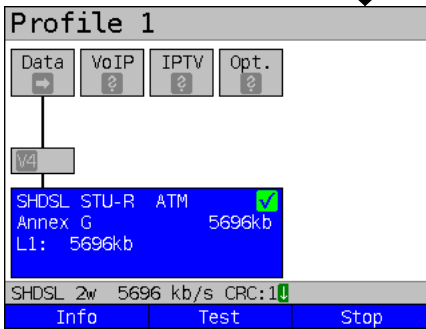 Profile 1
Data VoIP IPTV Opt.
? ? ?
V4
SHDSL STU-R ATM
Annex G 5696kb
L1: 5696kb
SHDSL 2w 5696 kb/s CRC:1
Info Test Stop